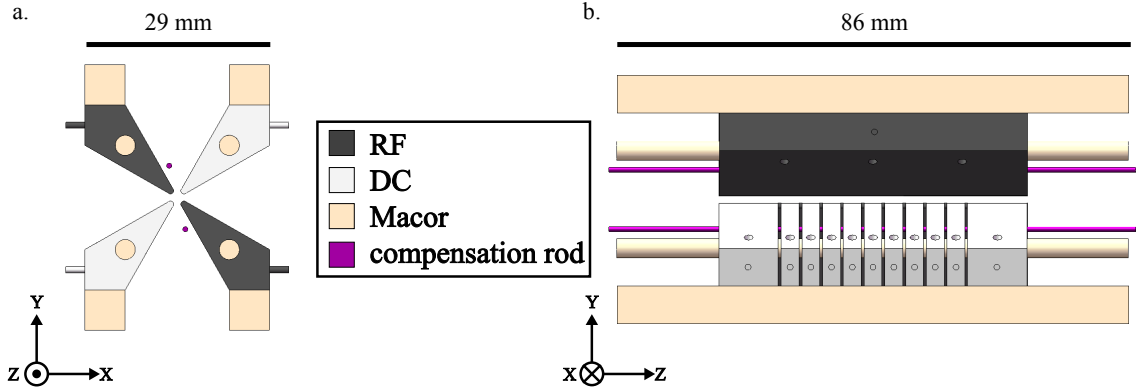 a.
29 mm
b.
86 mm
RF
DC
Macor
compensation rod
Y
Z
X
Y
X
Z